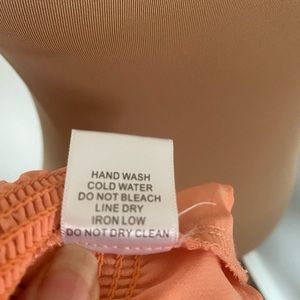 HAND WASH
COLD WATER
DO NOT BLEACH
LINE DRY
IRON LOW
DO NOT DRY CLEAN